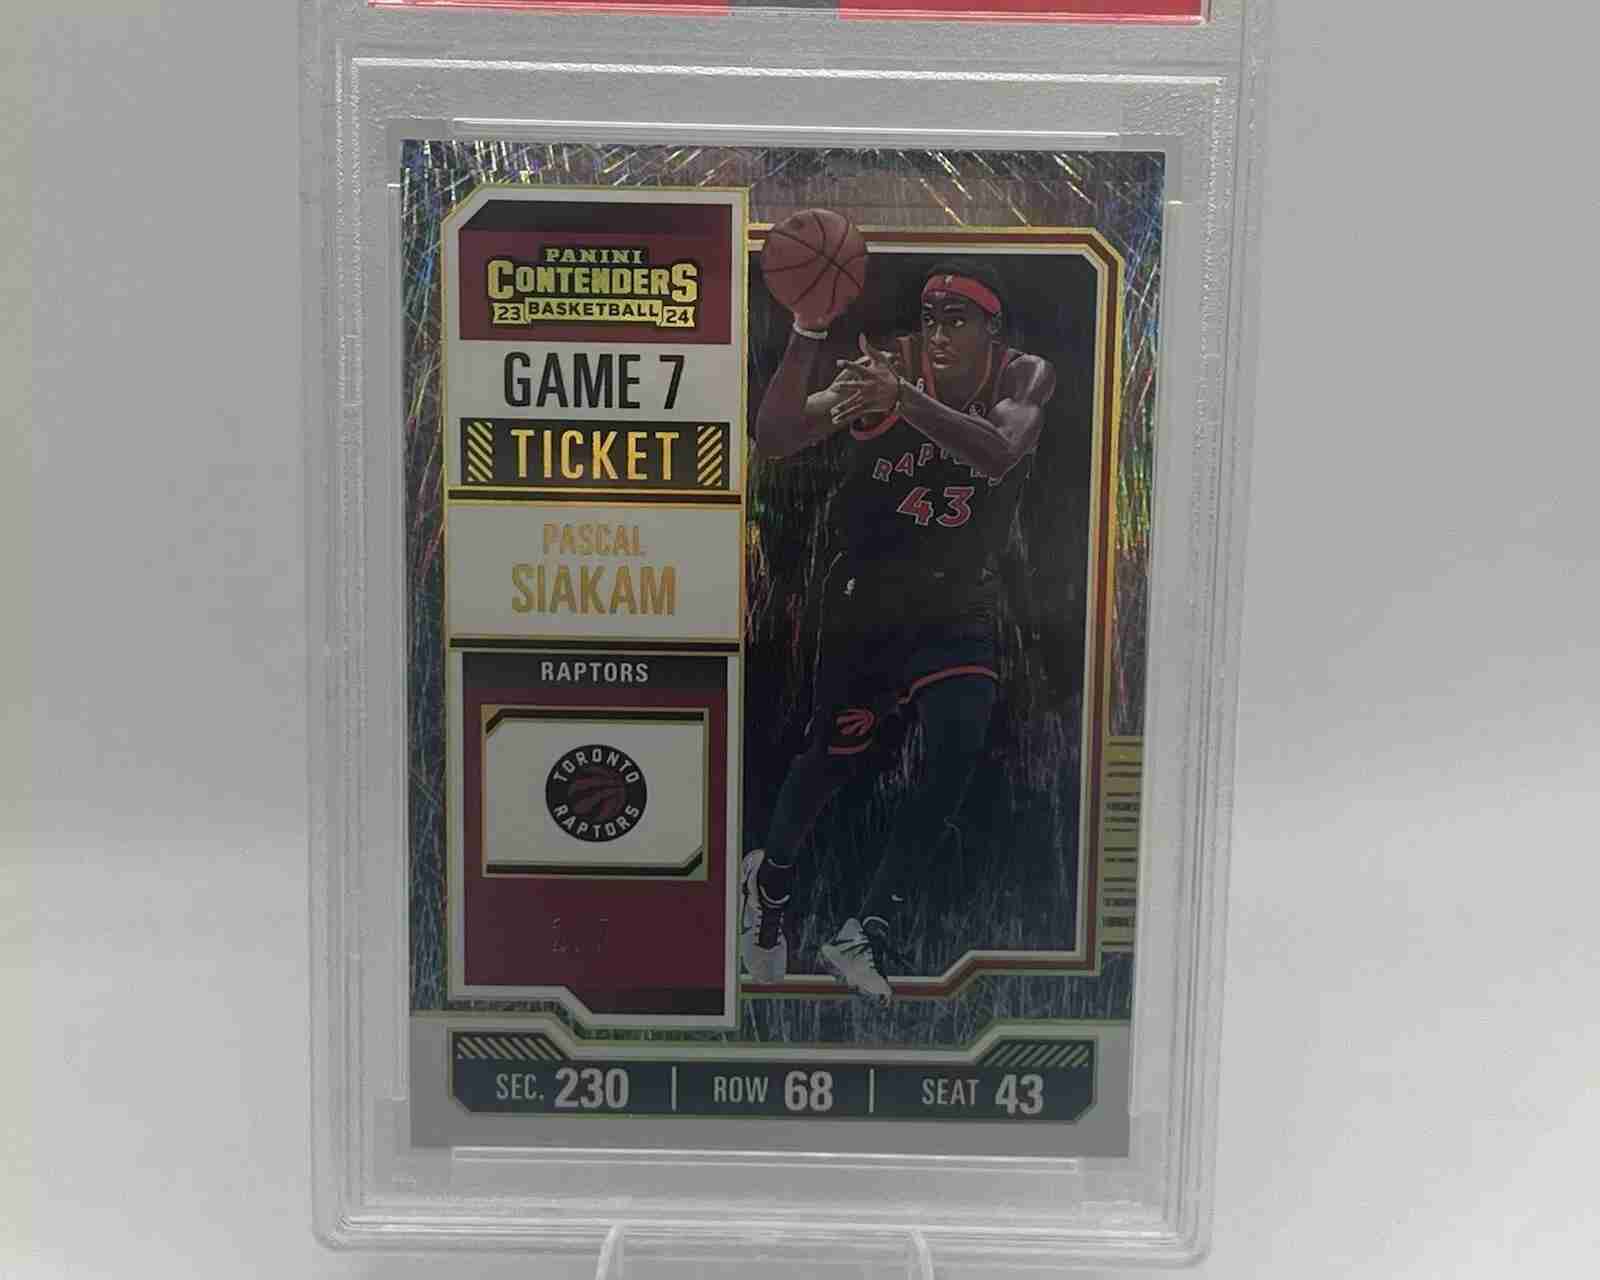 PANINI
CONTENDERS
23 BASKETBALL 24
GAME 7
TICKET
PASCAL
SIAKAM
RAPTORS
TORONTO
RAPTORS
RAPTORS
43
SEC. 230 | ROW 68 | SEAT 43